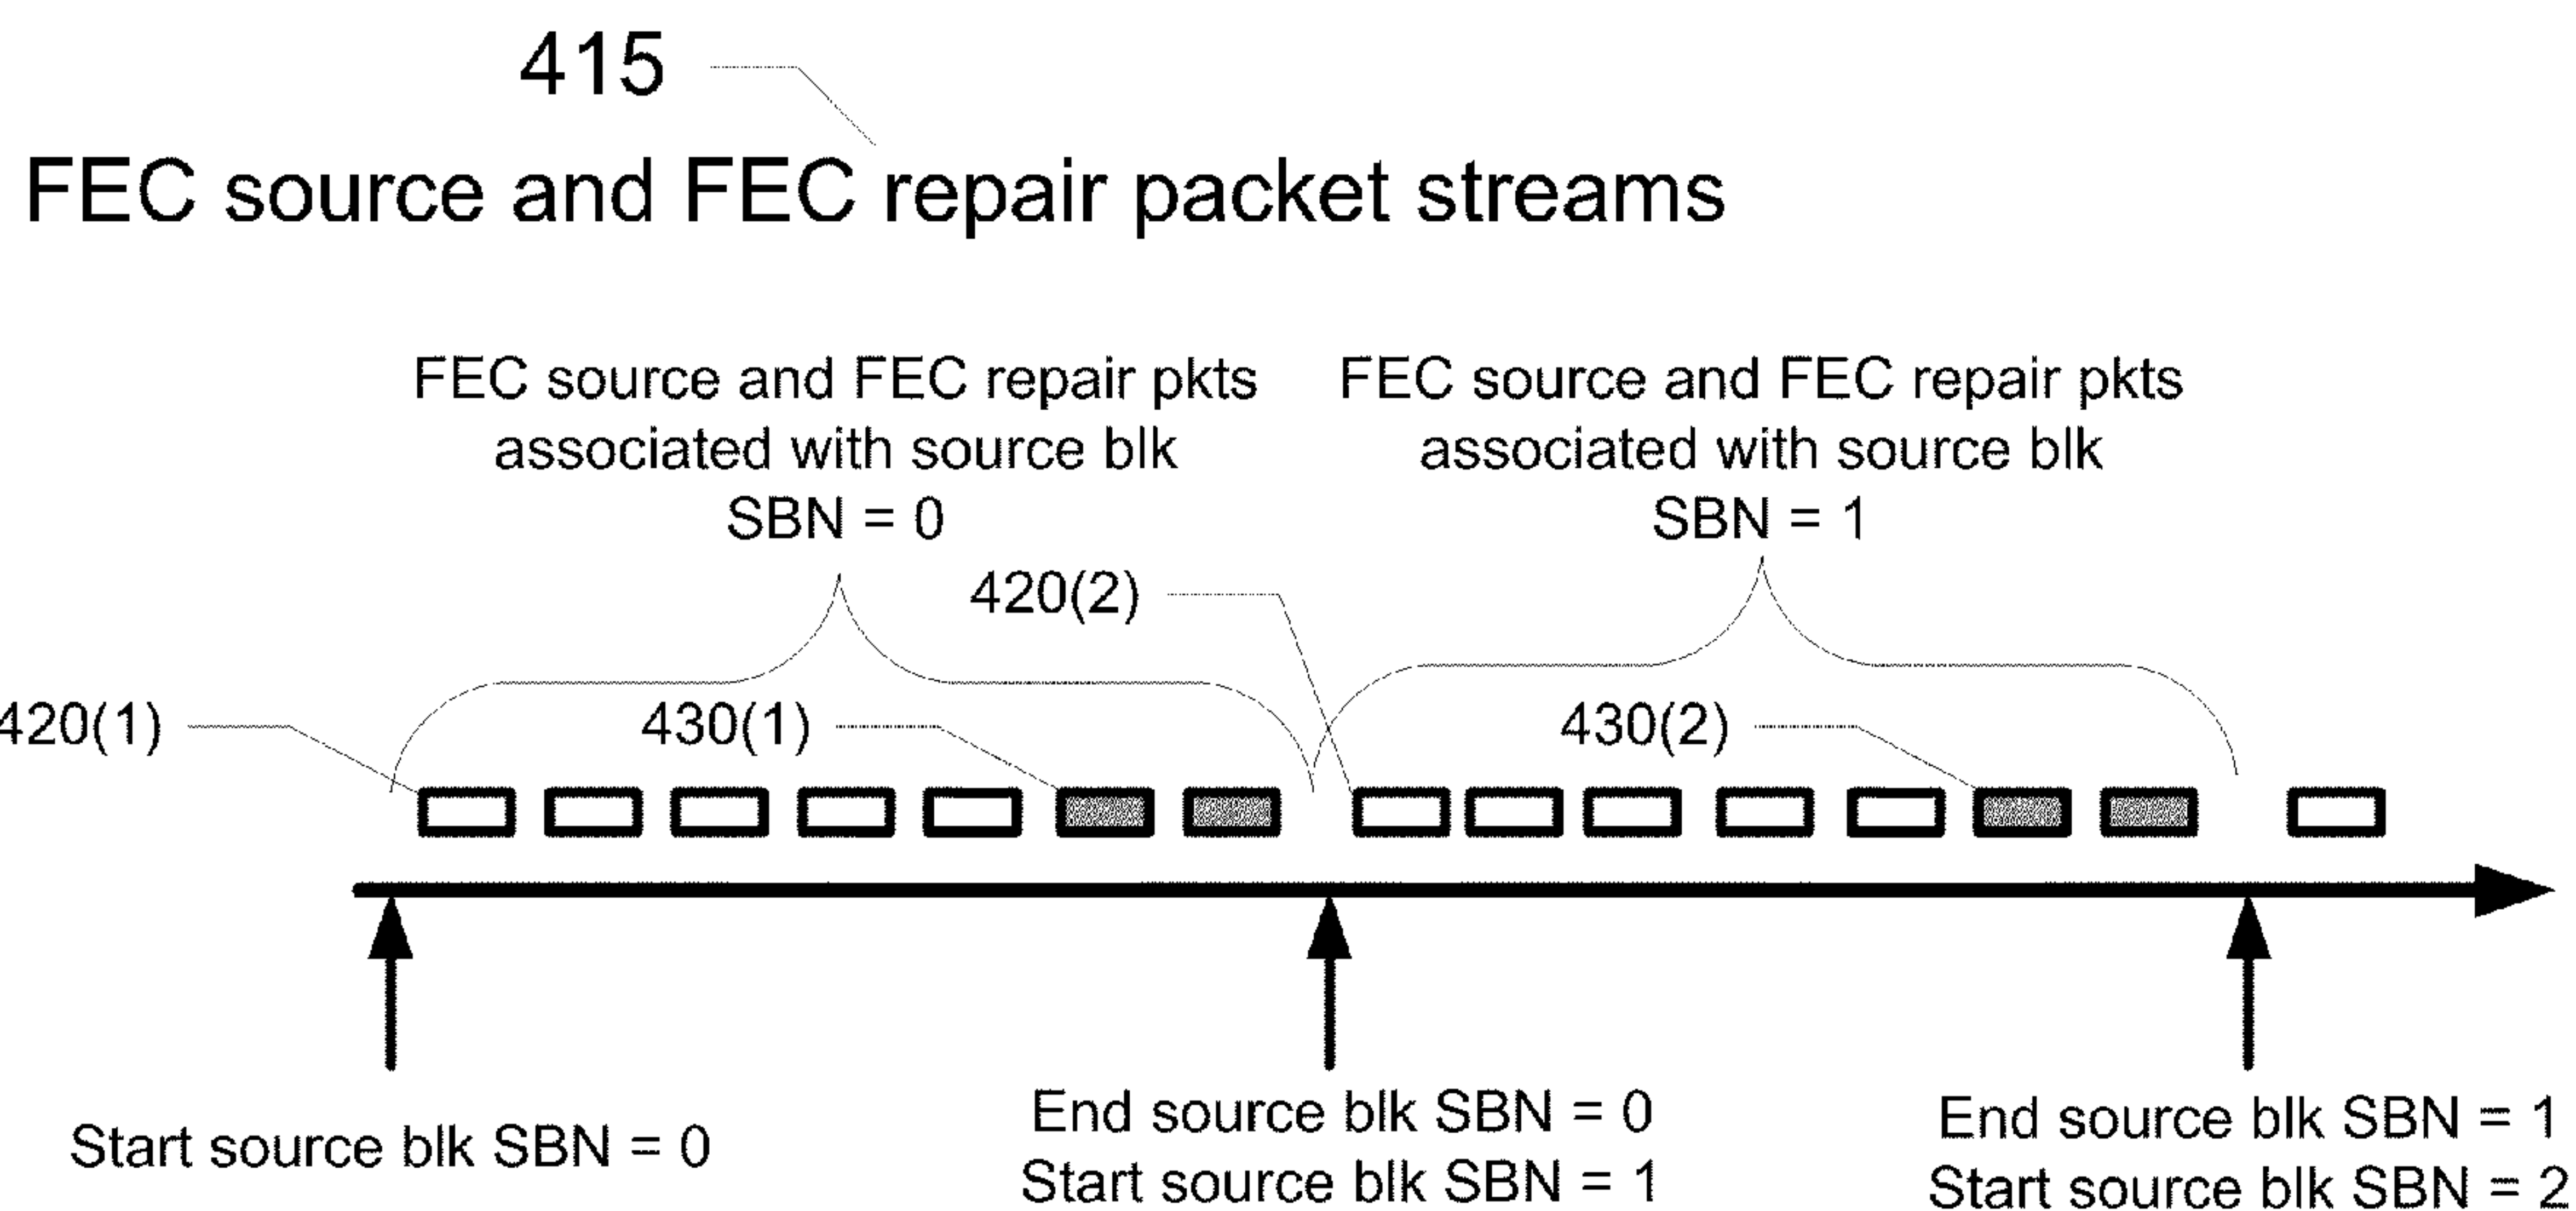 415
FEC source and FEC repair packet streams
FEC source and FEC repair pkts
associated with source blk
SBN = 0
FEC source and FEC repair pkts
associated with source blk
SBN = 1
420(2)
420(1)
430(1)
430(2)
Start source blk SBN = 0
End source blk SBN = 0
Start source blk SBN = 1
End source blk SBN = 1
Start source blk SBN = 2